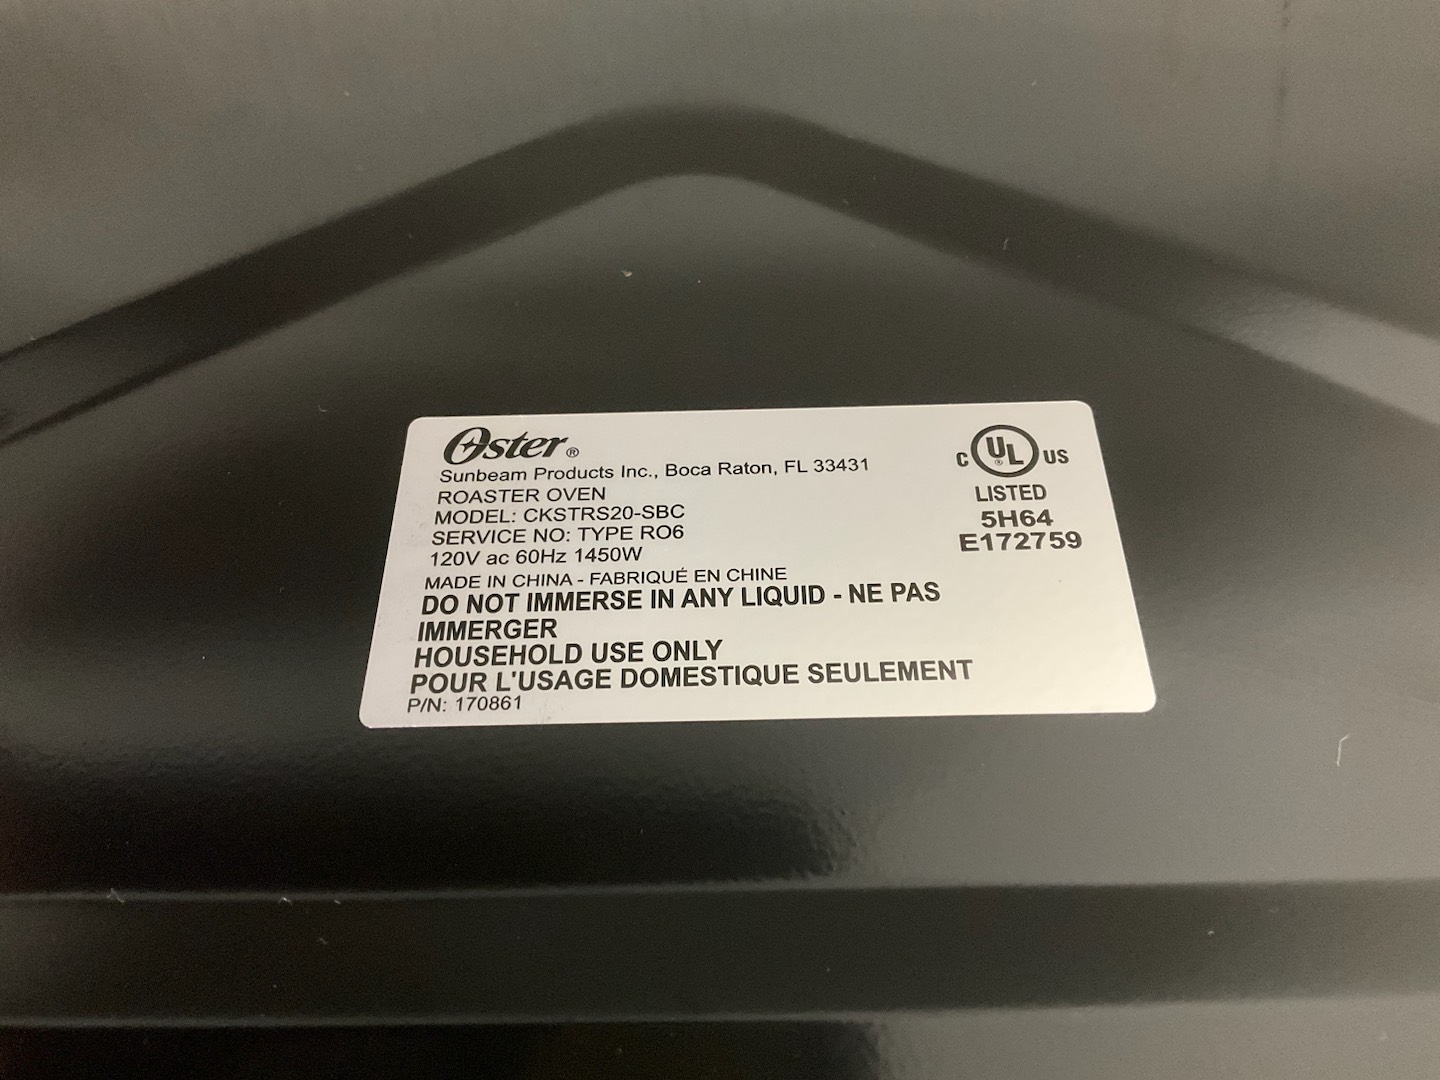 Oster®
Sunbeam Products Inc., Boca Raton, FL 33431
ROASTER OVEN
MODEL: CKSTRS20-SBC
SERVICE NO: TYPE RO6
120V ac 60Hz 1450W
MADE IN CHINA - FABRIQUÉ EN CHINE
DO NOT IMMERSE IN ANY LIQUID - NE PAS
IMMERGER
HOUSEHOLD USE ONLY
POUR L'USAGE DOMESTIQUE SEULEMENT
P/N: 170861
C UL® US
LISTED
5H64
E172759